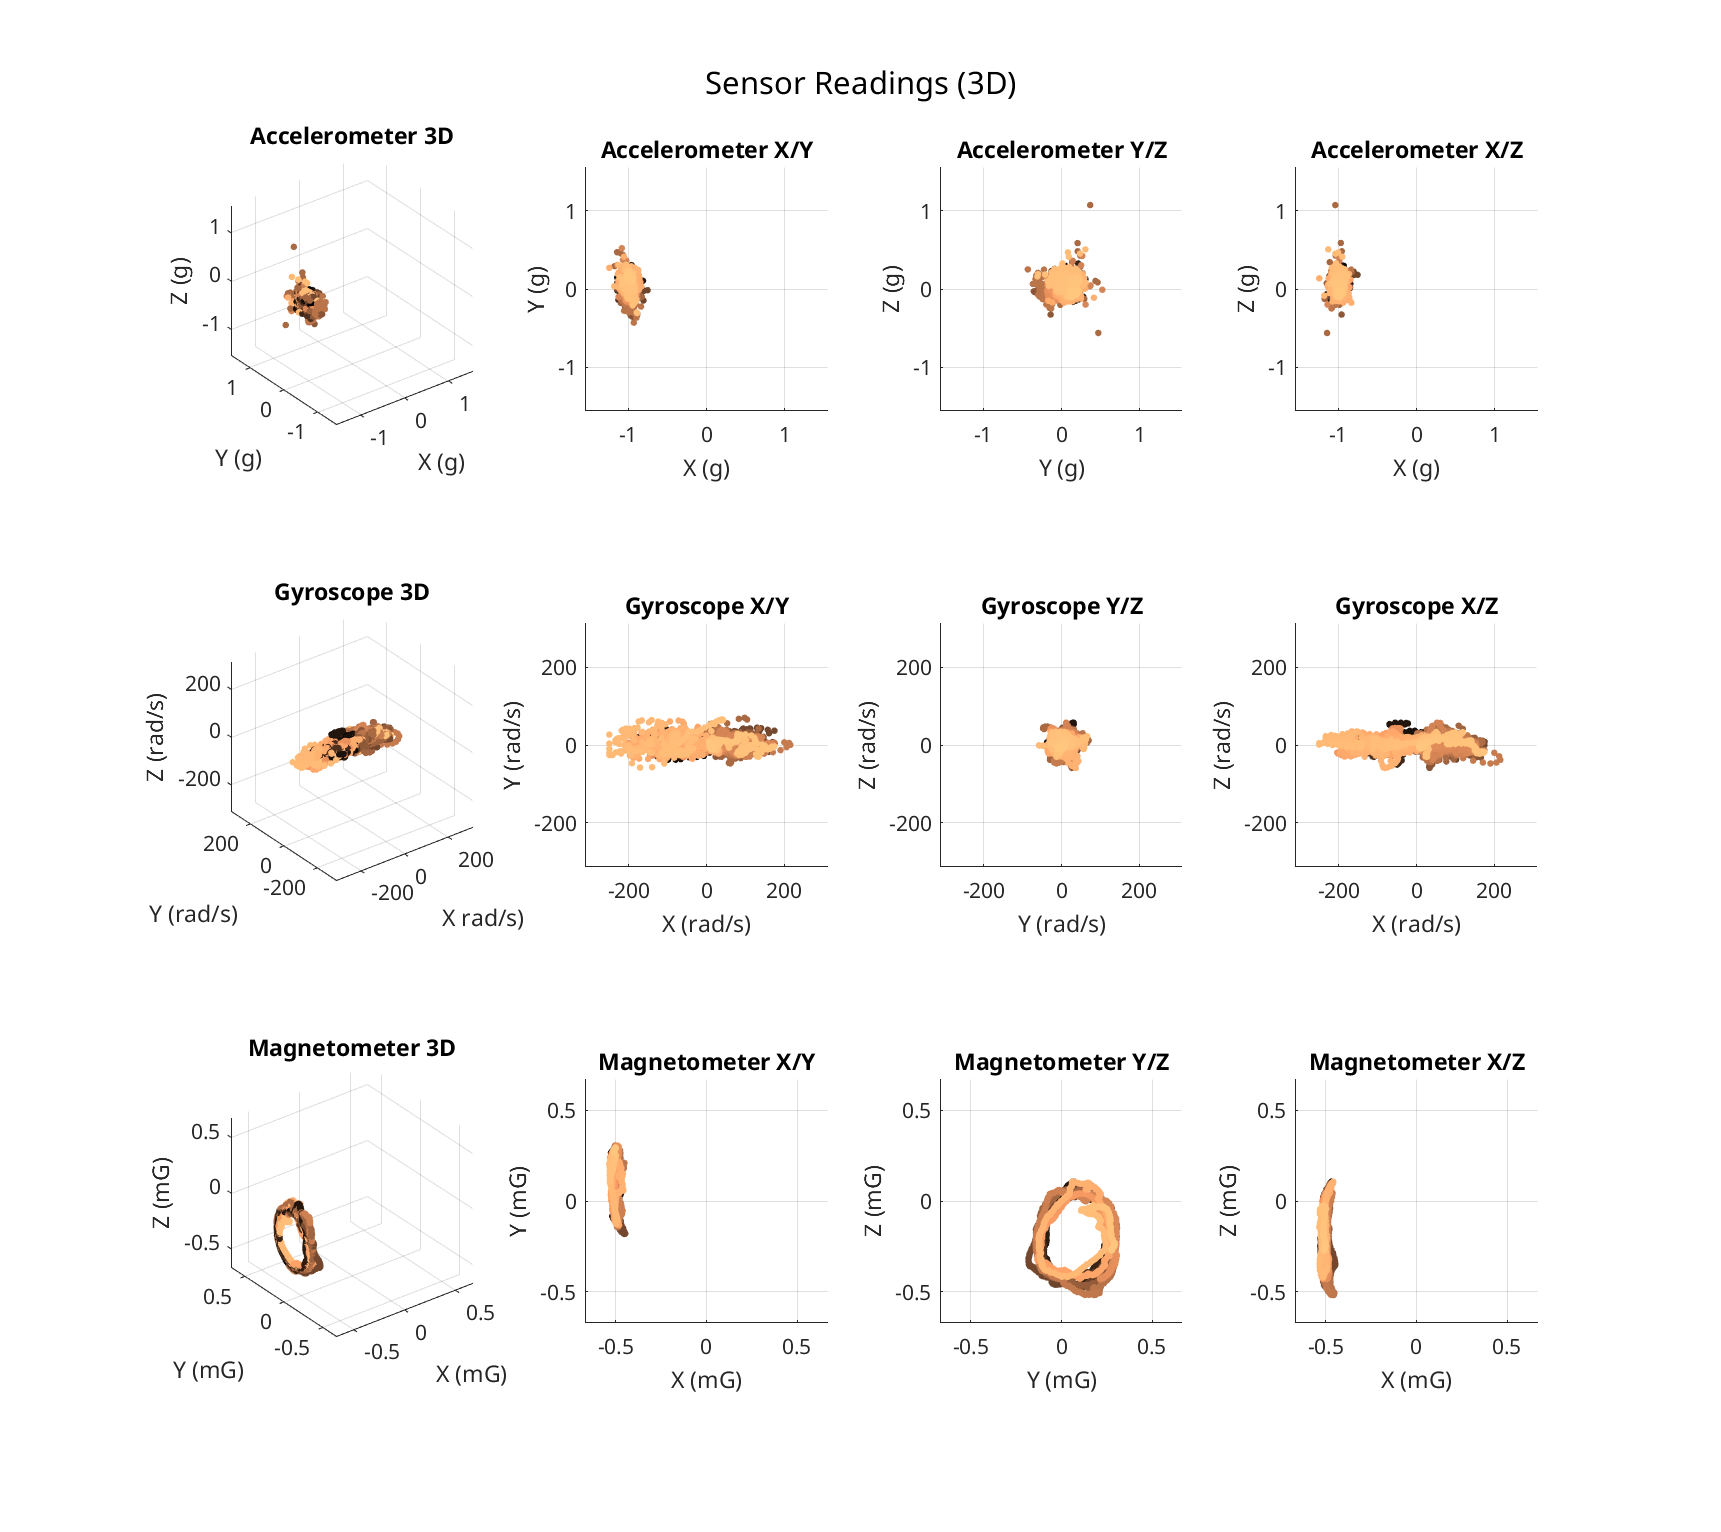 Sensor Readings (3D)
Accelerometer 3D
Z (g)
1
0
-1
1
0
-1
-1
0
1
Y (g)
X (g)
Accelerometer X/Y
Y (g)
1
0
-1
-1
0
1
X (g)
Accelerometer Y/Z
Z (g)
1
0
-1
-1
0
1
Y (g)
Accelerometer X/Z
Z (g)
1
0
-1
-1
0
1
X (g)
Gyroscope 3D
Z (rad/s)
200
0
-200
200
0
-200
-200
0
200
Y (rad/s)
X rad/s)
Gyroscope X/Y
Y (rad/s)
200
0
-200
-200
0
200
X (rad/s)
Gyroscope Y/Z
Z (rad/s)
200
0
-200
-200
0
200
Y (rad/s)
Gyroscope X/Z
Z (rad/s)
200
0
-200
-200
0
200
X (rad/s)
Magnetometer 3D
Z (mG)
0.5
0
-0.5
0.5
0
-0.5
-0.5
0
0.5
Y (mG)
X (mG)
Magnetometer X/Y
Y (mG)
0.5
0
-0.5
-0.5
0
0.5
X (mG)
Magnetometer Y/Z
Z (mG)
0.5
0
-0.5
-0.5
0
0.5
Y (mG)
Magnetometer X/Z
Z (mG)
0.5
0
-0.5
-0.5
0
0.5
X (mG)